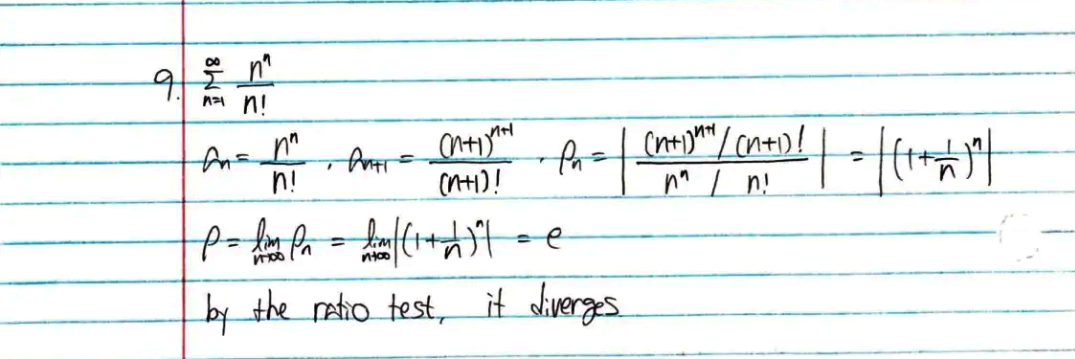 9. $\sum_{n=1}^{\infty} \frac{n^n}{n!}$
$a_n = \frac{n^n}{n!}, a_{n+1} = \frac{(n+1)^{n+1}}{(n+1)!}. \rho_n = \left| \frac{(n+1)^{n+1} / (n+1)!}{n^n / n!} \right| = \left| (1+\frac{1}{n})^n \right|$
$\rho = \lim_{n \to \infty} \rho_n = \lim_{n \to \infty} \left| (1+\frac{1}{n})^n \right| = e$
by the ratio test, it diverges